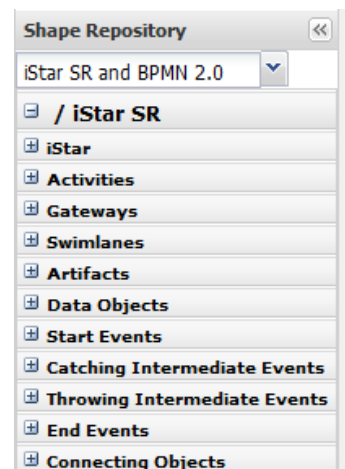 Shape Repository
iStar SR and BPMN 2.0
/ iStar SR
iStar
Activities
Gateways
Swimlanes
Artifacts
Data Objects
Start Events
Catching Intermediate Events
Throwing Intermediate Events
End Events
Connecting Objects